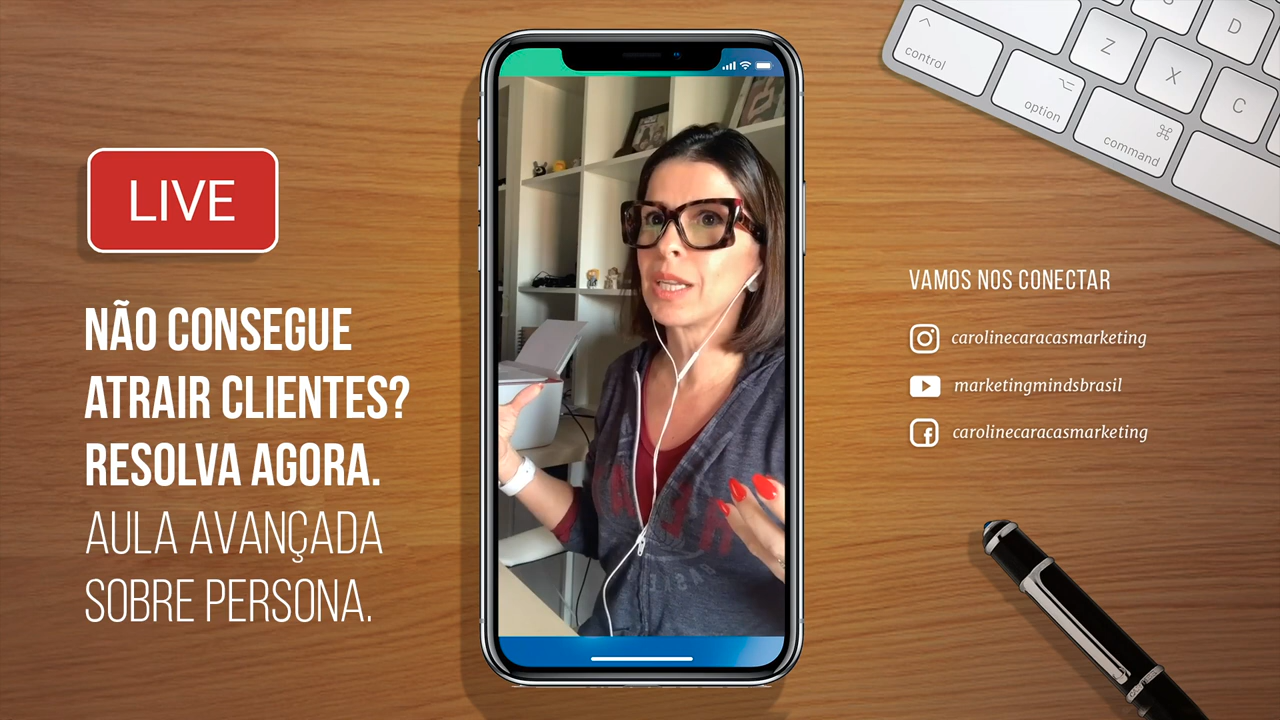 LIVE
NÃO CONSEGUE
ATRAIR CLIENTES?
RESOLVA AGORA.
AULA AVANÇADA
SOBRE PERSONA.
VAMOS NOS CONECTAR
carolinecaracasmarketing
marketingmindsbrasil
carolinecaracasmarketing
control
option
command
S
D
Z
X
C